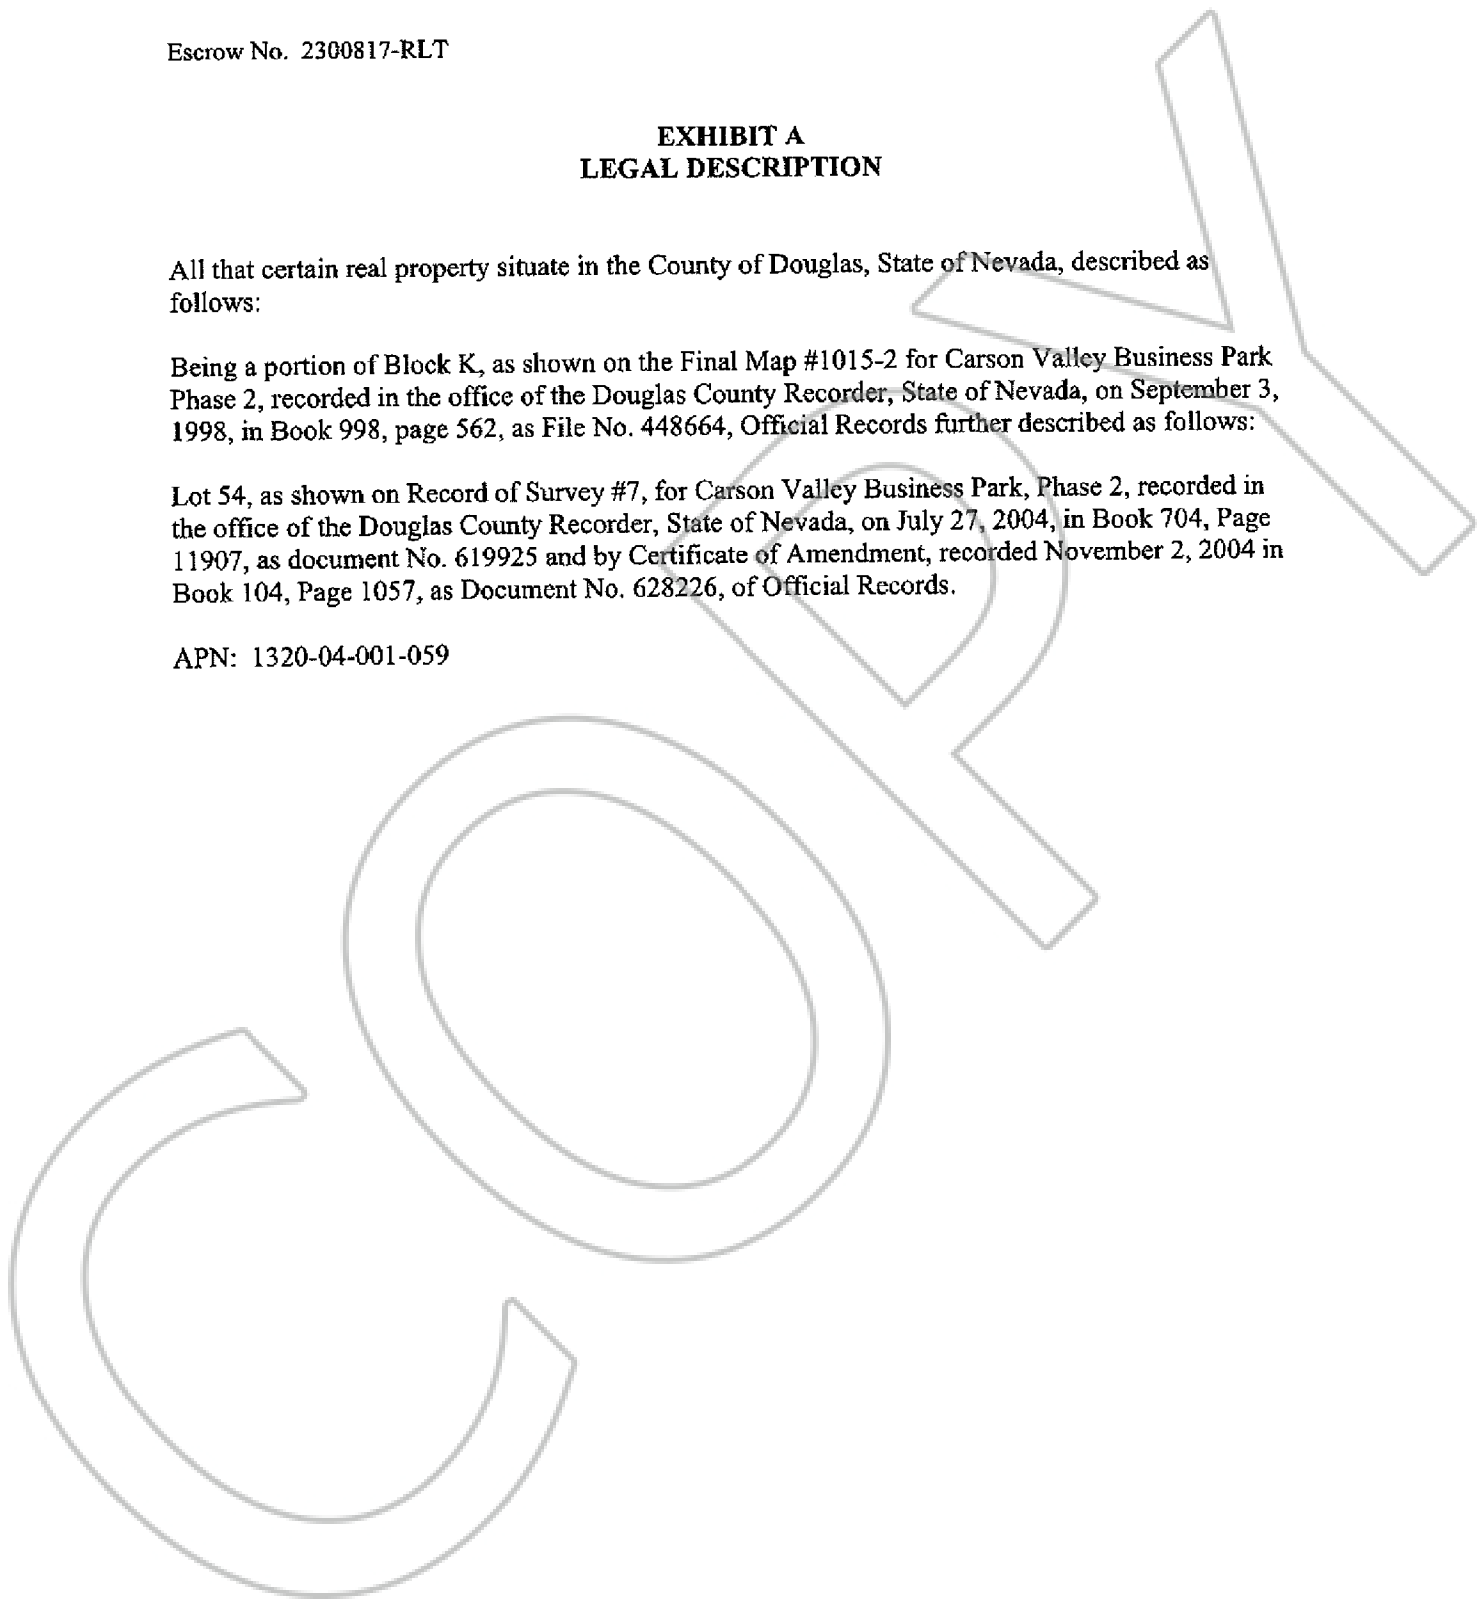 Escrow No. 2300817-RLT
EXHIBIT A
LEGAL DESCRIPTION
All that certain real property situate in the County of Douglas, State of Nevada, described as
follows:
Being a portion of Block K, as shown on the Final Map #1015-2 for Carson Valley Business Park
Phase 2, recorded in the office of the Douglas County Recorder, State of Nevada, on September 3,
1998, in Book 998, page 562, as File No. 448664, Official Records further described as follows:
Lot 54, as shown on Record of Survey #7, for Carson Valley Business Park, Phase 2, recorded in
the office of the Douglas County Recorder, State of Nevada, on July 27, 2004, in Book 704, Page
11907, as document No. 619925 and by Certificate of Amendment, recorded November 2, 2004 in
Book 104, Page 1057, as Document No. 628226, of Official Records.
APN: 1320-04-001-059
COPY